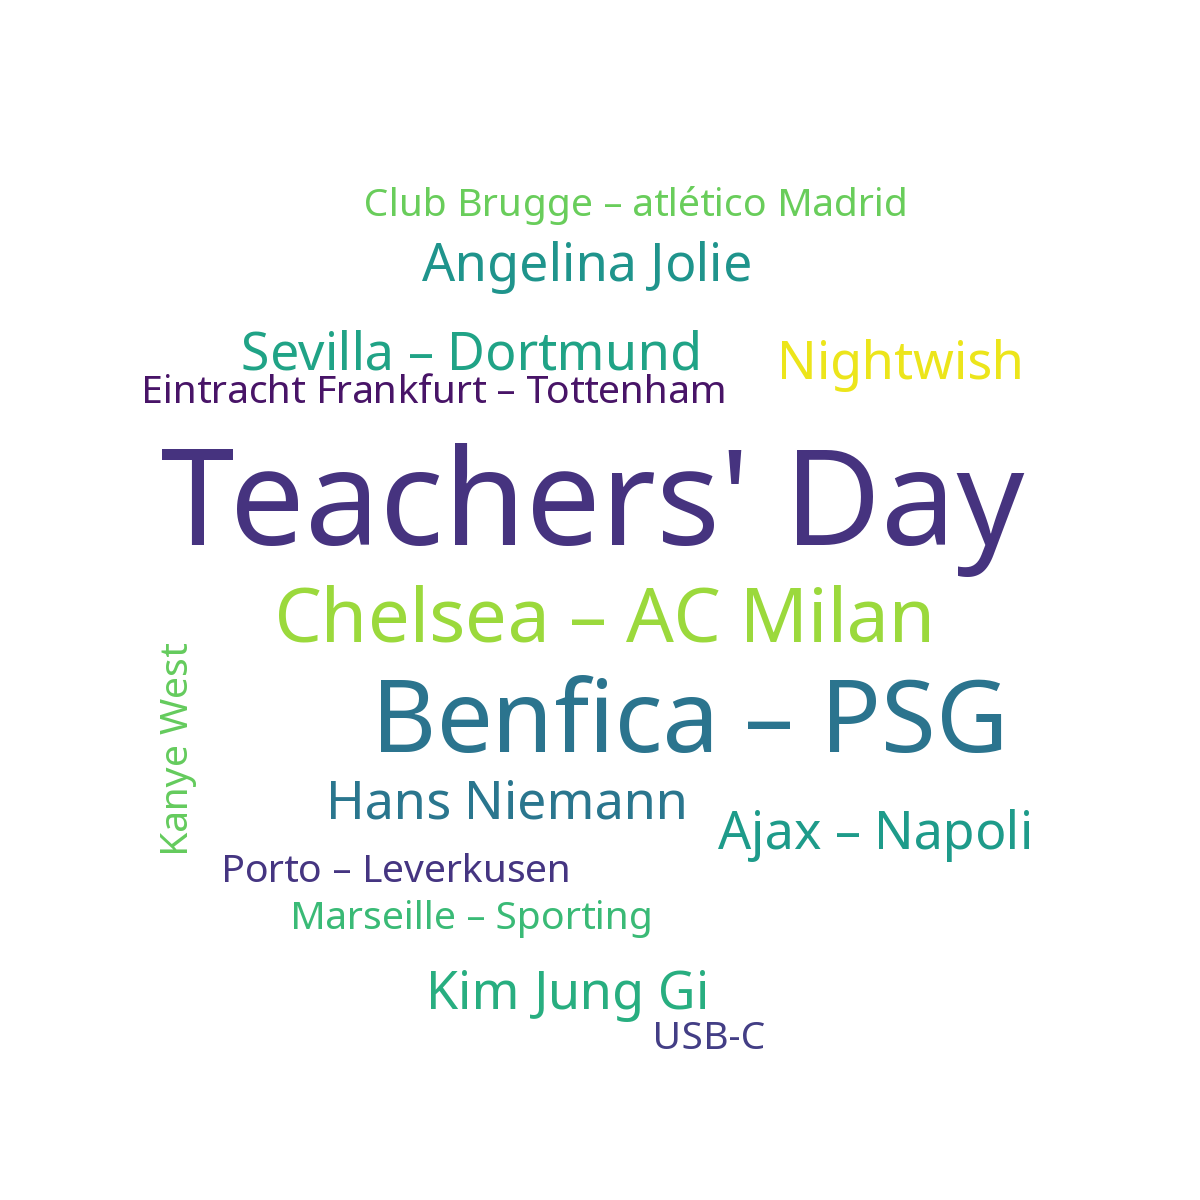 Club Brugge – atlético Madrid
Angelina Jolie
Sevilla – Dortmund
Nightwish
Eintracht Frankfurt – Tottenham
Teachers' Day
Chelsea – AC Milan
Kanye West
Benfica – PSG
Hans Niemann
Ajax – Napoli
Porto – Leverkusen
Marseille – Sporting
Kim Jung Gi
USB-C